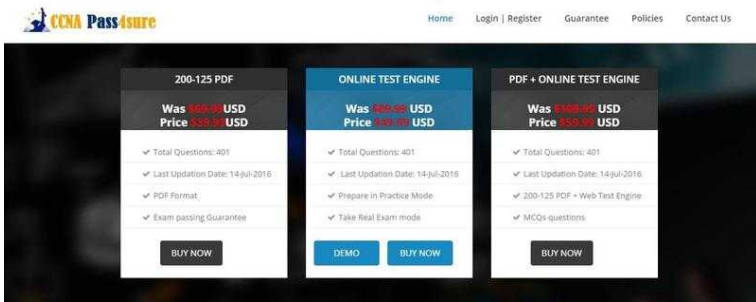 CCNA Pass4sure
Home Login | Register Guarantee Policies Contact Us
200-125 PDF
Was USD
Price $39.99 USD
✔ Total Questions: 401
✔ Last Updation Date: 14-Jul-2016
✔ PDF Format
✔ Exam passing Guarantee
BUY NOW
ONLINE TEST ENGINE
Was USD
Price USD
✔ Total Questions: 401
✔ Last Updation Date: 14-Jul-2016
✔ Prepare in Practice Mode
✔ Take Real Exam mode
DEMO BUY NOW
PDF + ONLINE TEST ENGINE
Was USD
Price $59.99 USD
✔ Total Questions: 401
✔ Last Updation Date: 14-Jul-2016
✔ 200-125 PDF + Web Test Engine
✔ MCQs questions
BUY NOW